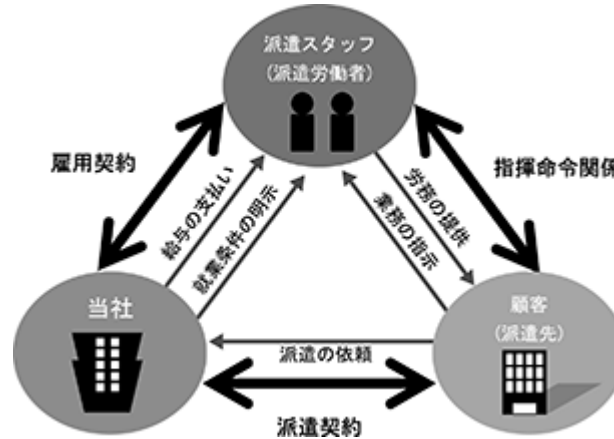 派遣スタッフ
(派遣労働者)
雇用契約
指揮命令関係
給与の支払い
就業条件の明示
労務の提供
業務の指示
当社
顧客
(派遣先)
派遣の依頼
派遣契約